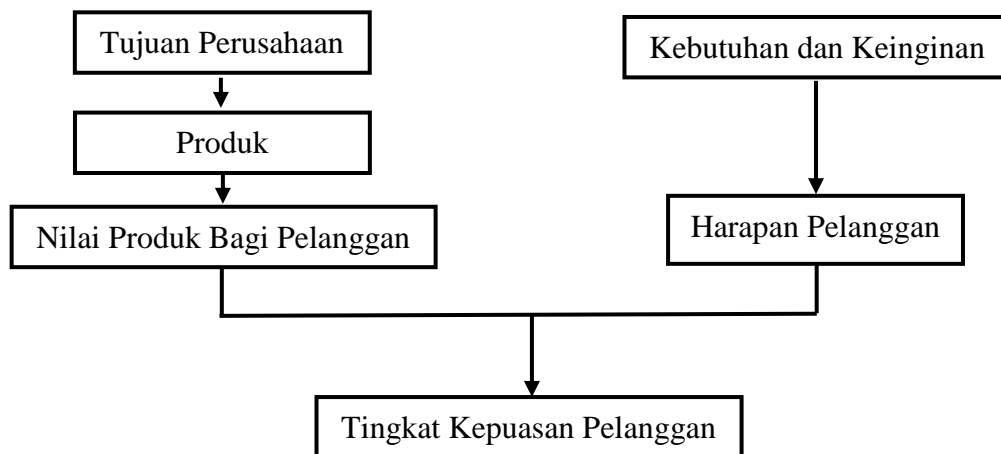 Tujuan Perusahaan
Kebutuhan dan Keinginan
Produk
Nilai Produk Bagi Pelanggan
Harapan Pelanggan
Tingkat Kepuasan Pelanggan